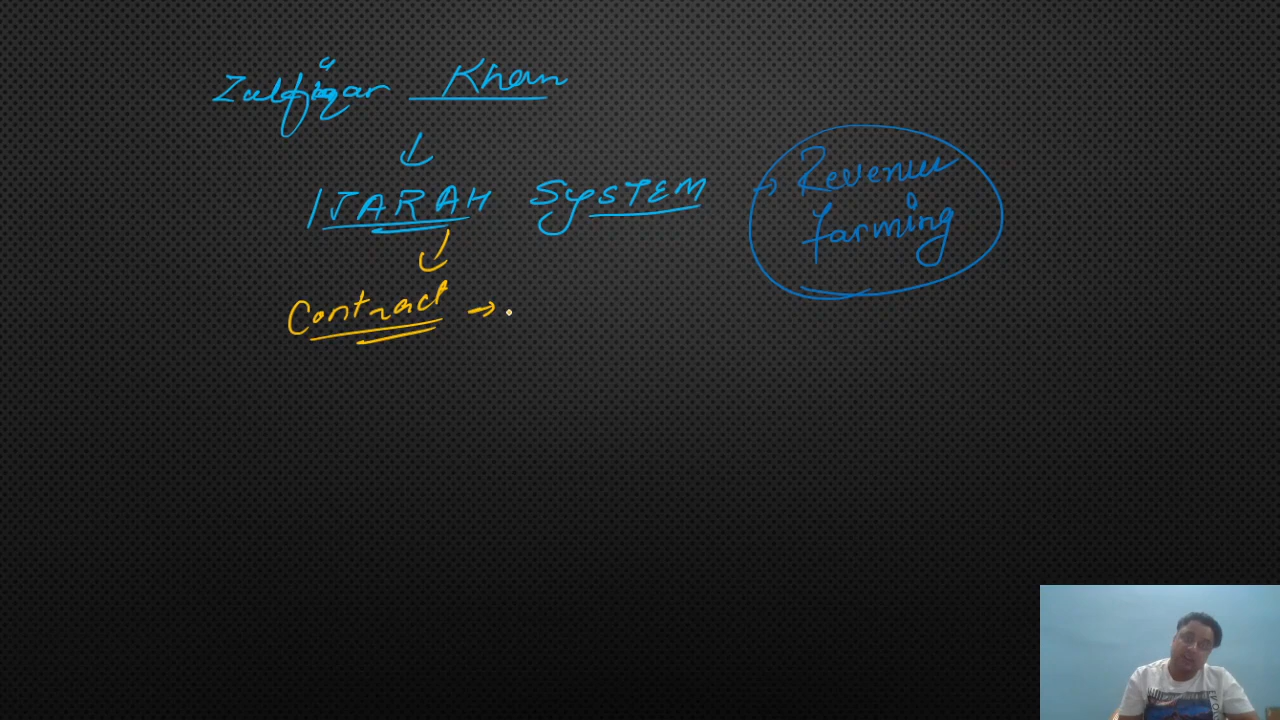 Zulfiqar Khan
IJARAH SYSTEM
→ Revenue
farming
Contract →